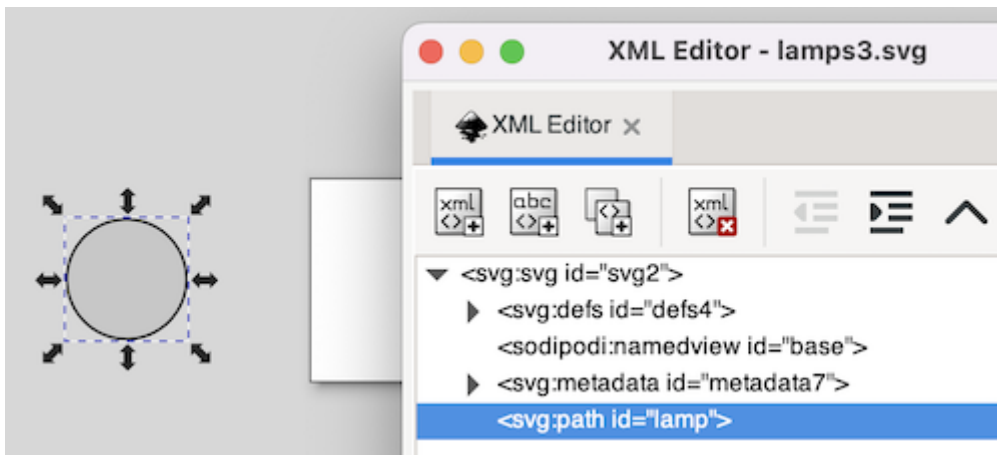 XML Editor - lamps3.svg
XML Editor ×
xml abc <> xml
<> <> <>
<svg:svg id="svg2">
<svg:defs id="defs4">
<sodipodi:namedview id="base">
<svg:metadata id="metadata7">
<svg:path id="lamp">